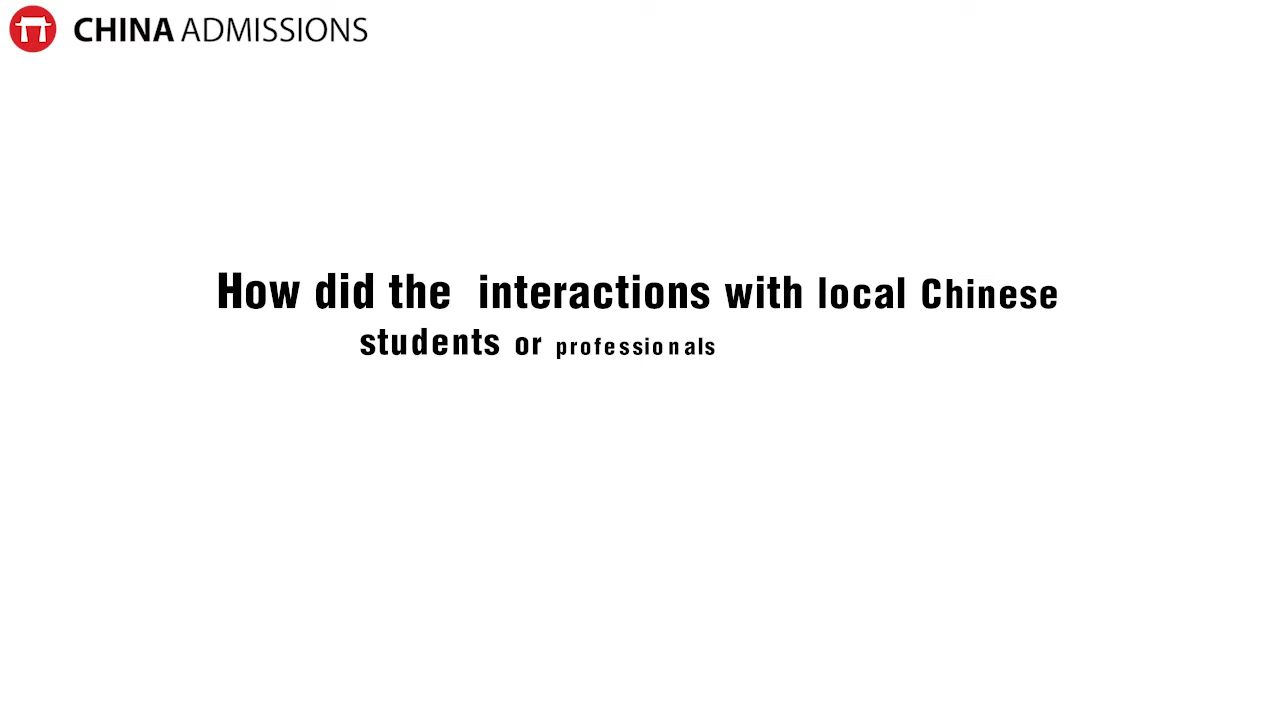 CHINA ADMISSIONS
How did the interactions with local Chinese
students or professionals